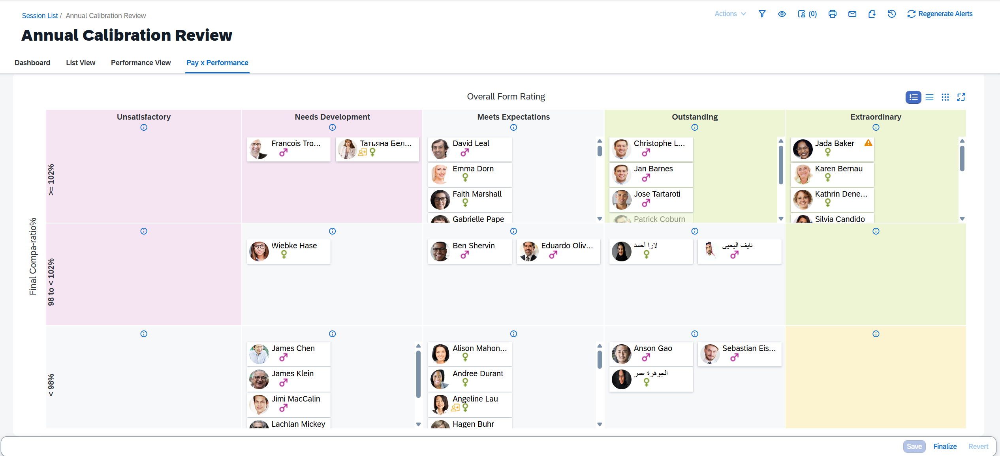 Session List / Annual Calibration Review
Actions
(0)
Regenerate Alerts
Annual Calibration Review
Dashboard
List View
Performance View
Pay x Performance
Overall Form Rating
Final Compa-ratio%
Unsatisfactory
Needs Development
Meets Expectations
Outstanding
Extraordinary
>= 102%
Francois Tro...
Татьяна Бел...
David Leal
Emma Dorn
Faith Marshall
Gabrielle Pape
Christophe L...
Jan Barnes
Jose Tartaroti
Patrick Coburn
Jada Baker
Karen Bernau
Kathrin Dene...
Silvia Candido
98 to < 102%
Wiebke Hase
Ben Shervin
Eduardo Oliv...
لارا أحمد
نايف اليحيى
< 98%
James Chen
James Klein
Jimi MacCalin
Lachlan Mickey
Alison Mahon...
Andree Durant
Angeline Lau
Hagen Buhr
Anson Gao
Sebastian Eis...
الجوهرة عمر
Save
Finalize
Revert